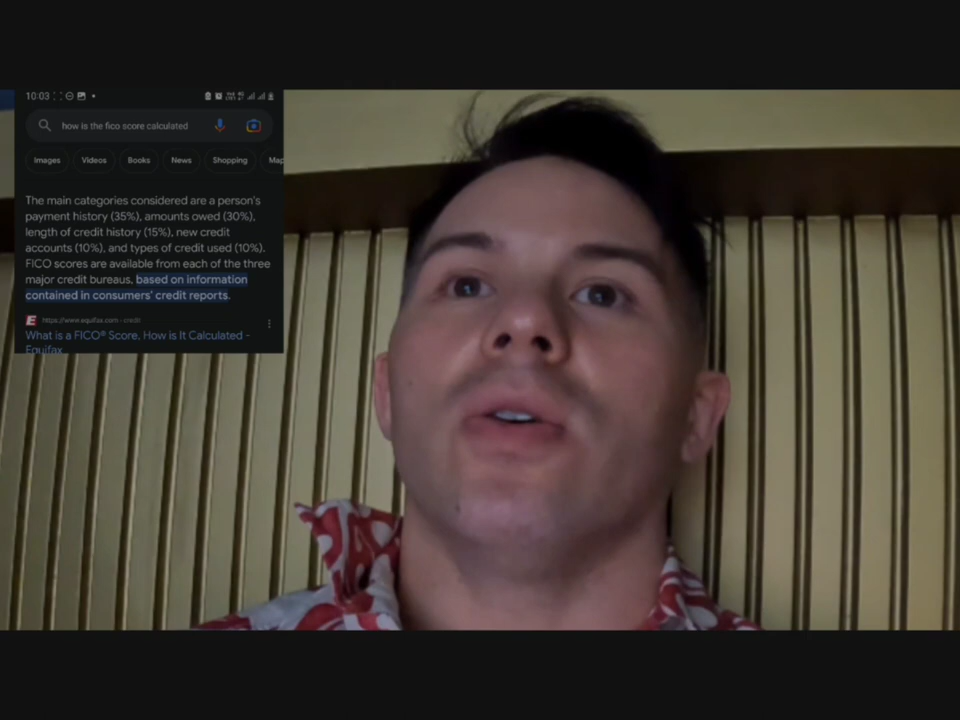 10:03
how is the fico score calculated
Images Videos Books News Shopping Map
The main categories considered are a person's
payment history (35%), amounts owed (30%),
length of credit history (15%), new credit
accounts (10%), and types of credit used (10%).
FICO scores are available from each of the three
major credit bureaus, based on information
contained in consumers' credit reports.
https://www.equifax.com › credit
What is a FICO® Score, How is It Calculated -
Equifax